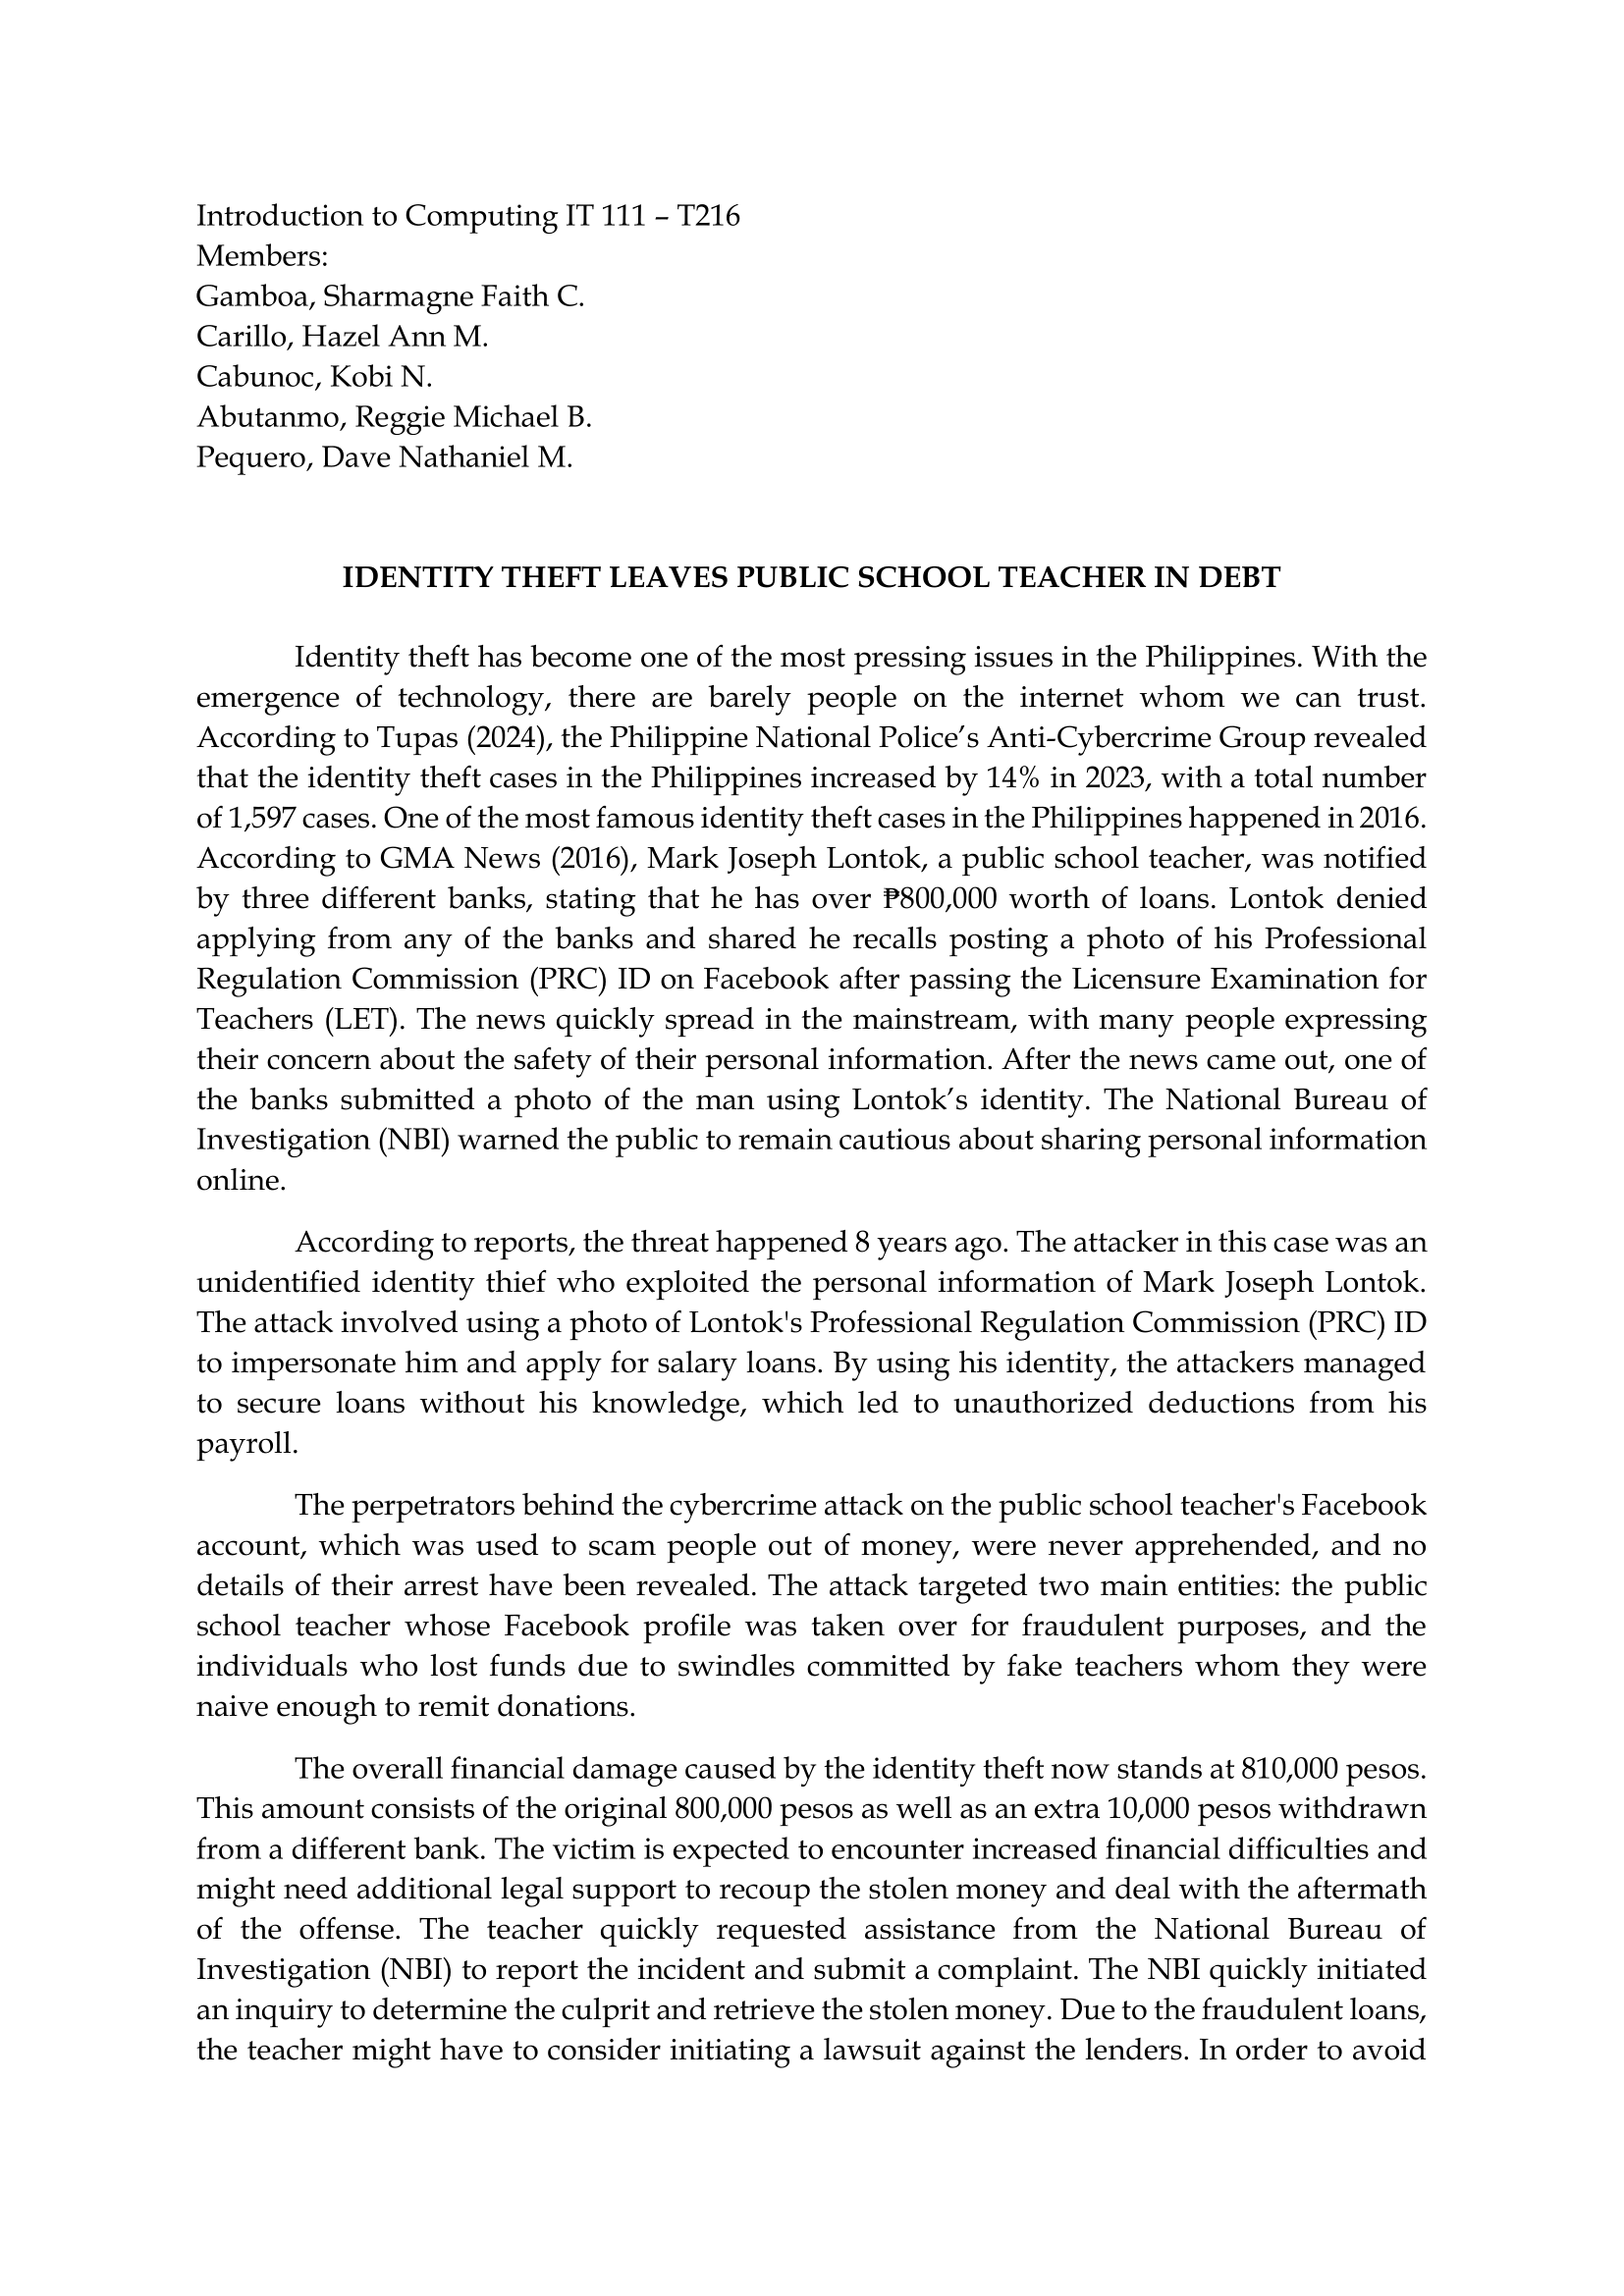 Introduction to Computing IT 111 – T216
Members:
Gamboa, Sharmagne Faith C.
Carillo, Hazel Ann M.
Cabunoc, Kobi N.
Abutanmo, Reggie Michael B.
Pequero, Dave Nathaniel M.
IDENTITY THEFT LEAVES PUBLIC SCHOOL TEACHER IN DEBT
Identity theft has become one of the most pressing issues in the Philippines. With the
emergence of technology, there are barely people on the internet whom we can trust.
According to Tupas (2024), the Philippine National Police’s Anti-Cybercrime Group revealed
that the identity theft cases in the Philippines increased by 14% in 2023, with a total number
of 1,597 cases. One of the most famous identity theft cases in the Philippines happened in 2016.
According to GMA News (2016), Mark Joseph Lontok, a public school teacher, was notified
by three different banks, stating that he has over ₱800,000 worth of loans. Lontok denied
applying from any of the banks and shared he recalls posting a photo of his Professional
Regulation Commission (PRC) ID on Facebook after passing the Licensure Examination for
Teachers (LET). The news quickly spread in the mainstream, with many people expressing
their concern about the safety of their personal information. After the news came out, one of
the banks submitted a photo of the man using Lontok’s identity. The National Bureau of
Investigation (NBI) warned the public to remain cautious about sharing personal information
online.
According to reports, the threat happened 8 years ago. The attacker in this case was an
unidentified identity thief who exploited the personal information of Mark Joseph Lontok.
The attack involved using a photo of Lontok's Professional Regulation Commission (PRC) ID
to impersonate him and apply for salary loans. By using his identity, the attackers managed
to secure loans without his knowledge, which led to unauthorized deductions from his
payroll.
The perpetrators behind the cybercrime attack on the public school teacher's Facebook
account, which was used to scam people out of money, were never apprehended, and no
details of their arrest have been revealed. The attack targeted two main entities: the public
school teacher whose Facebook profile was taken over for fraudulent purposes, and the
individuals who lost funds due to swindles committed by fake teachers whom they were
naive enough to remit donations.
The overall financial damage caused by the identity theft now stands at 810,000 pesos.
This amount consists of the original 800,000 pesos as well as an extra 10,000 pesos withdrawn
from a different bank. The victim is expected to encounter increased financial difficulties and
might need additional legal support to recoup the stolen money and deal with the aftermath
of the offense. The teacher quickly requested assistance from the National Bureau of
Investigation (NBI) to report the incident and submit a complaint. The NBI quickly initiated
an inquiry to determine the culprit and retrieve the stolen money. Due to the fraudulent loans,
the teacher might have to consider initiating a lawsuit against the lenders. In order to avoid